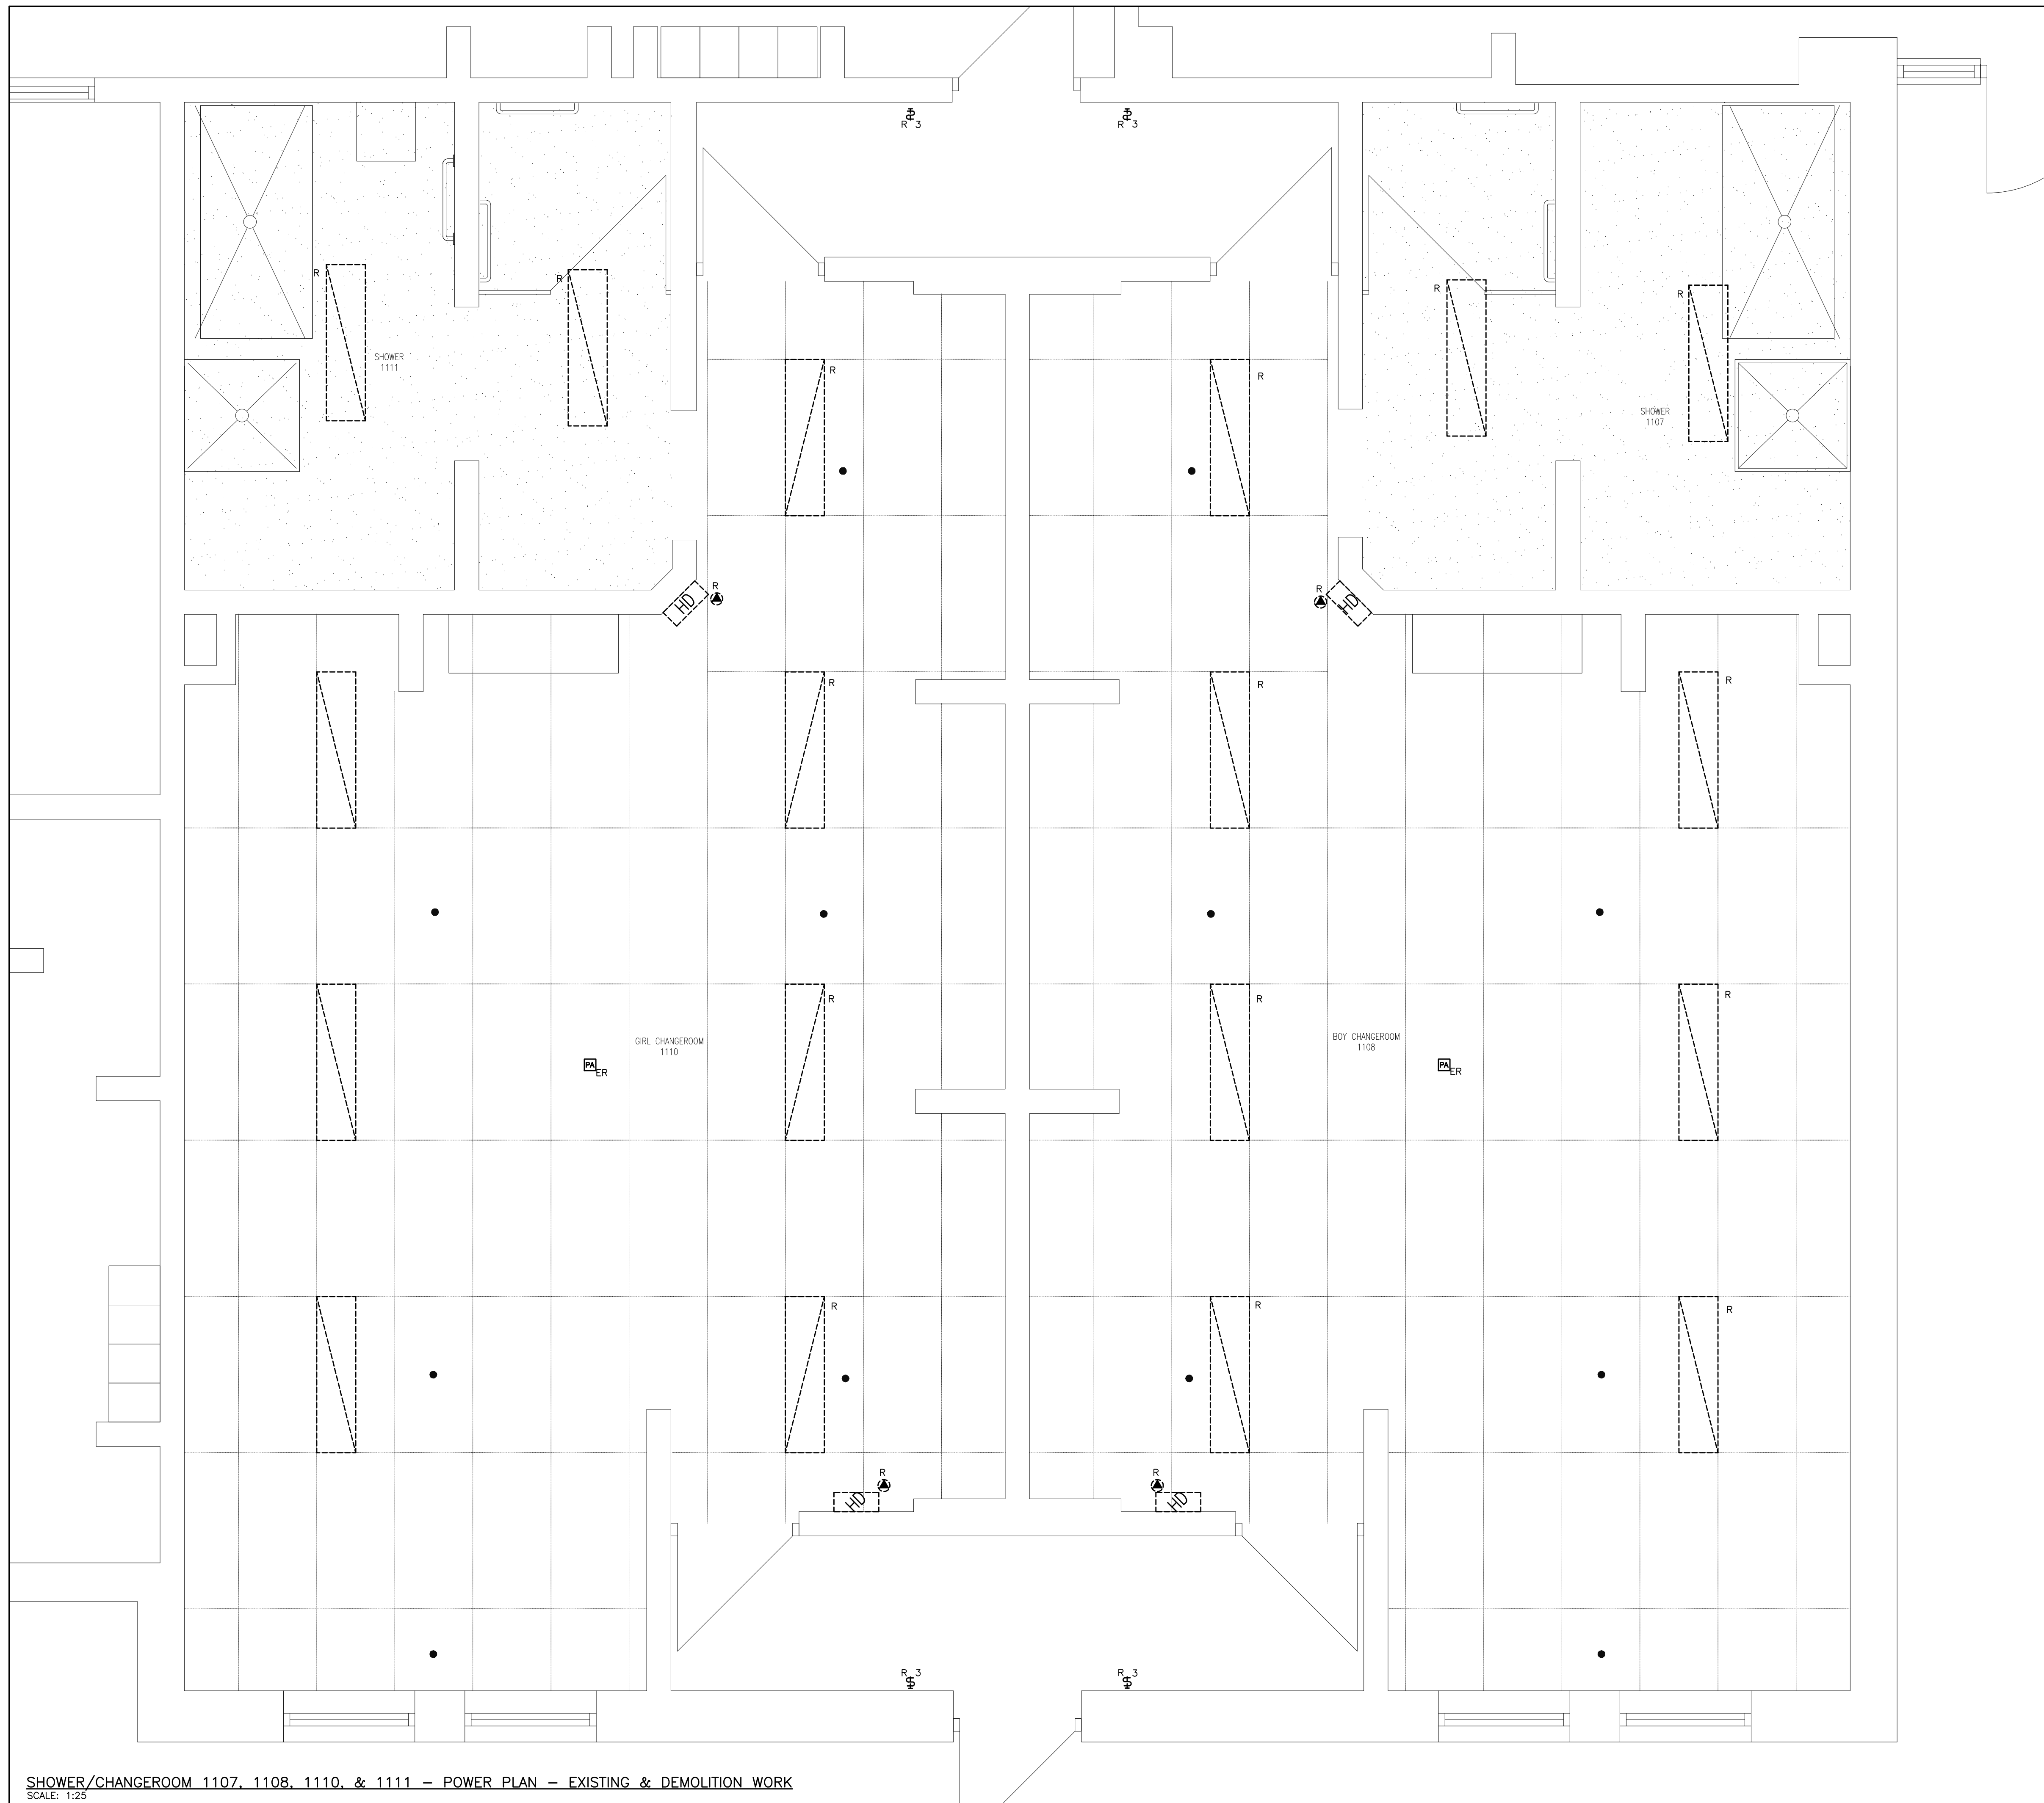 R 3
R 3
R
R
R
R
SHOWER
1111
R
R
SHOWER
1107
R
HD
R
HD
R
R
R
R
R
R
GIRL CHANGEROOM
1110
BOY CHANGEROOM
1108
PA
ER
PA
ER
R
R
R
R
HD
R
HD
R 3
$
R 3
$
SHOWER/CHANGEROOM 1107, 1108, 1110, & 1111 – POWER PLAN – EXISTING & DEMOLITION WORK
SCALE: 1:25